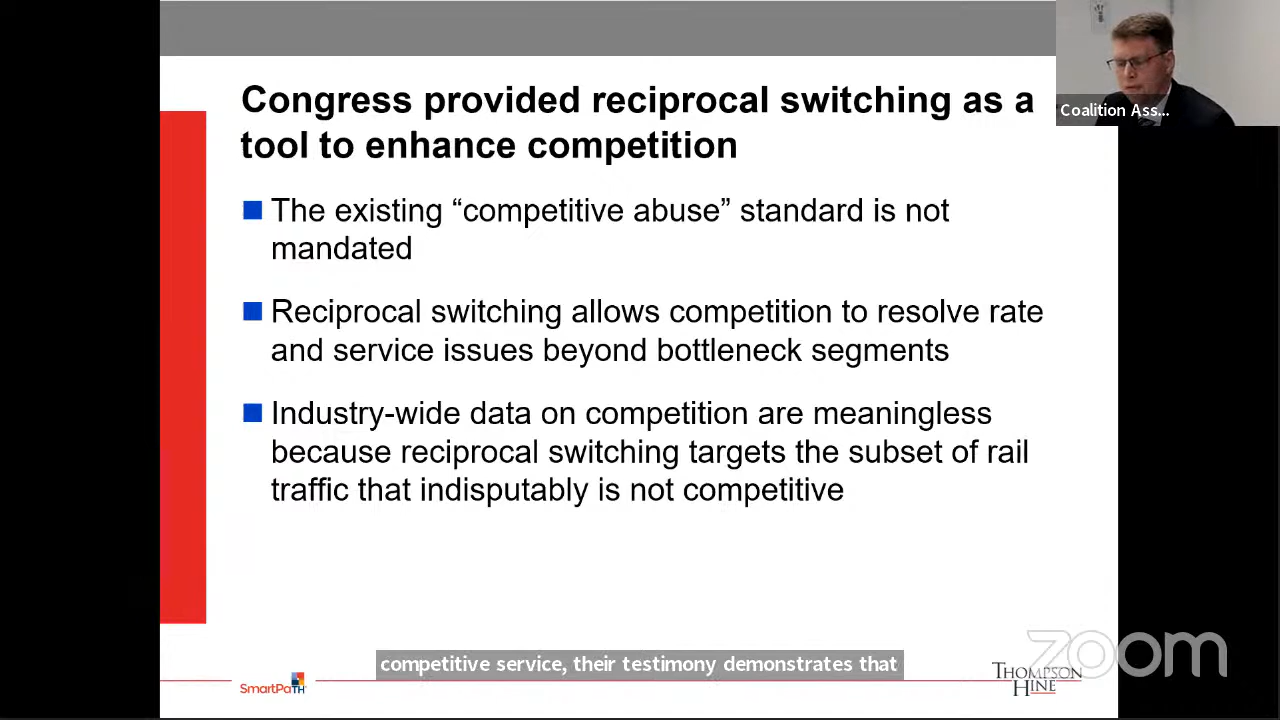 Congress provided reciprocal switching as a
tool to enhance competition
Coalition Ass...
The existing “competitive abuse” standard is not
mandated
Reciprocal switching allows competition to resolve rate
and service issues beyond bottleneck segments
Industry-wide data on competition are meaningless
because reciprocal switching targets the subset of rail
traffic that indisputably is not competitive
competitive service, their testimony demonstrates that
SmartPaTH
THOMPSON
HINE
zoom